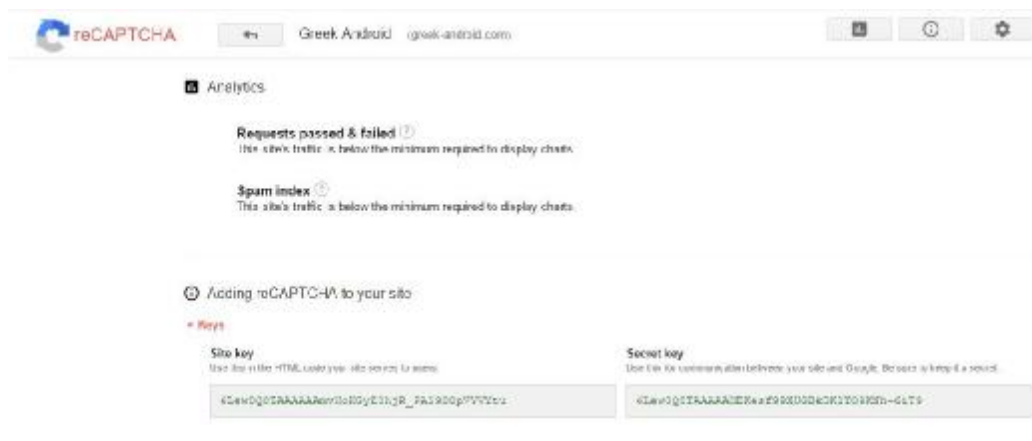 reCAPTCHA
Greek Android (greek-android.com)
Analytics
Requests passed & failed ?
This site's traffic is below the minimum required to display charts
Spam index ?
This site's traffic is below the minimum required to display charts
Adding reCAPTCHA to your site
Keys
Site key
Use this in the HTML code your site serves to users.
Secret key
Use this for communication between your site and Google. Be sure to keep it a secret.